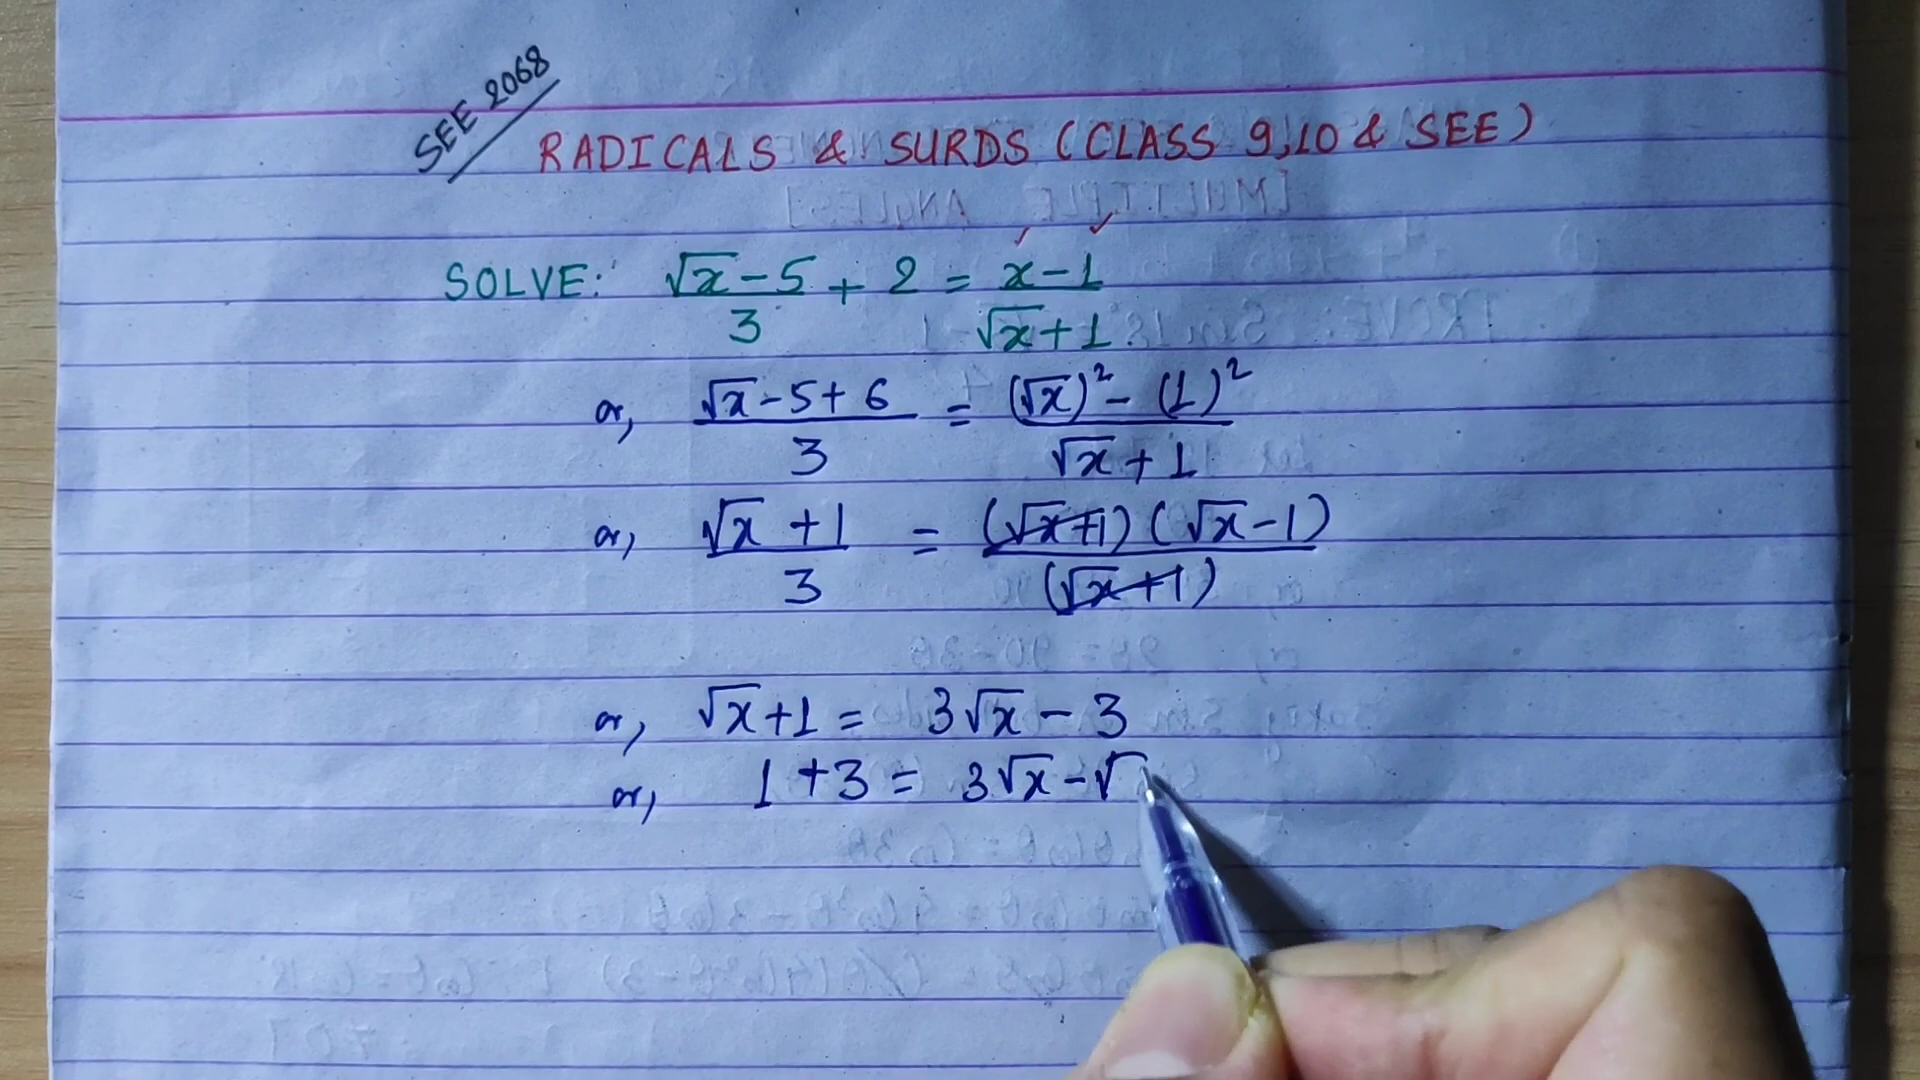 SEE 2068
RADICALS & SURDS (CLASS 9,10 & SEE)
SOLVE: (√x-5)/3 + 2 = (x-1)/(√x+1)
or, (√x-5+6)/3 = ((√x)²-(1)²)/(√x+1)
or, (√x+1)/3 = (√x+1)(√x-1)/(√x+1)
or, √x+1 = 3√x-3
or, 1+3 = 3√x-√